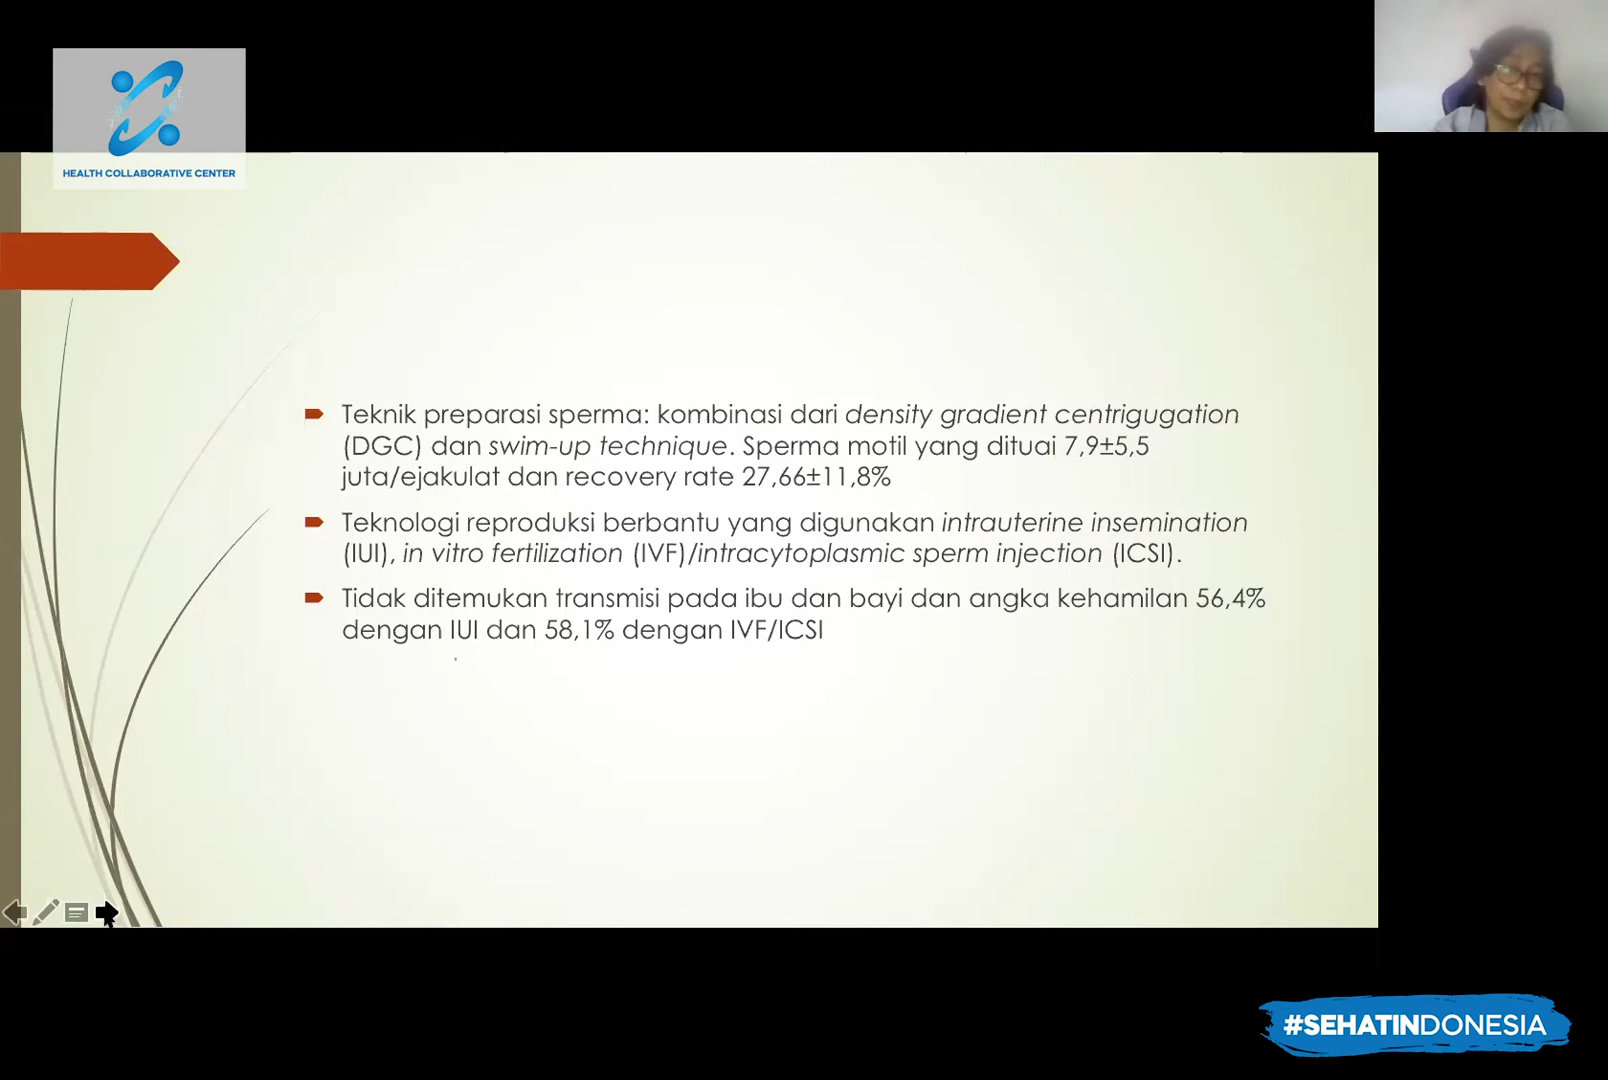 HEALTH COLLABORATIVE CENTER
Teknik preparasi sperma: kombinasi dari density gradient centrigugation
(DGC) dan swim-up technique. Sperma motil yang dituai 7,9±5,5
juta/ejakulat dan recovery rate 27,66±11,8%
Teknologi reproduksi berbantu yang digunakan intrauterine insemination
(IUI), in vitro fertilization (IVF)/intracytoplasmic sperm injection (ICSI).
Tidak ditemukan transmisi pada ibu dan bayi dan angka kehamilan 56,4%
dengan IUI dan 58,1% dengan IVF/ICSI
#SEHATINDONESIA